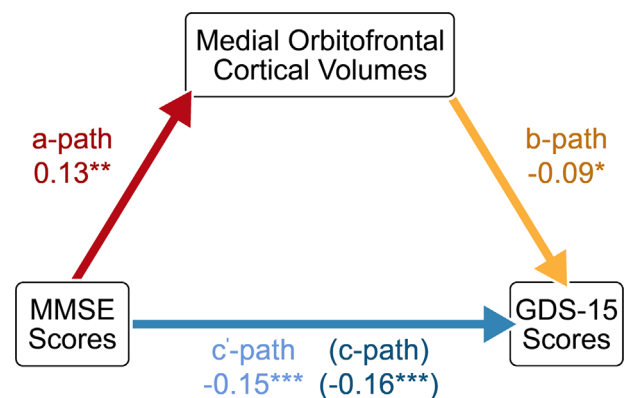 Medial Orbitofrontal
Cortical Volumes
a-path
0.13**
b-path
-0.09*
MMSE
Scores
GDS-15
Scores
c'-path (c-path)
-0.15*** (-0.16***)